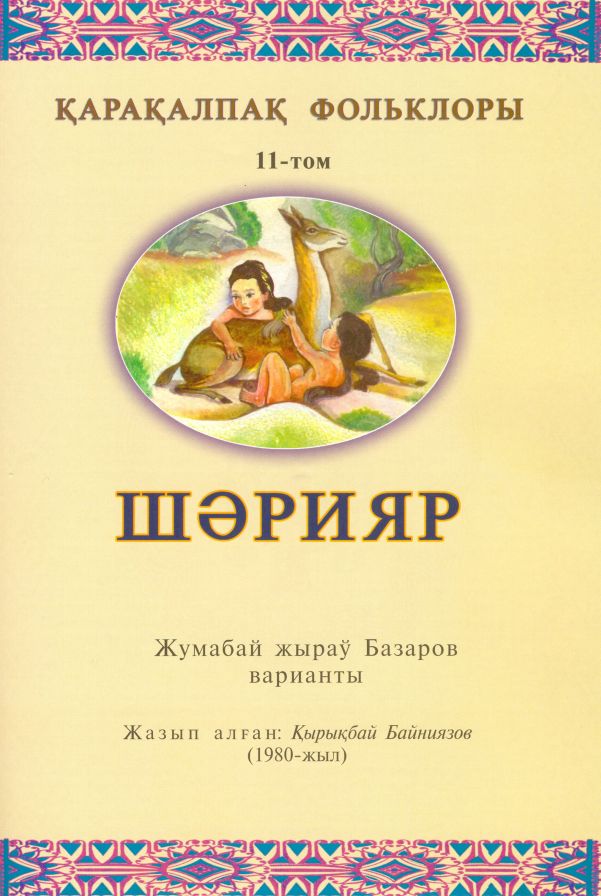 ҚАРАҚАЛПАҚ ФОЛЬКЛОРЫ
11-том
ШӘРИЯР
Жумабай жыраў Базаров
варианты
Жазып алған: Қырықбай Байниязов
(1980-жыл)